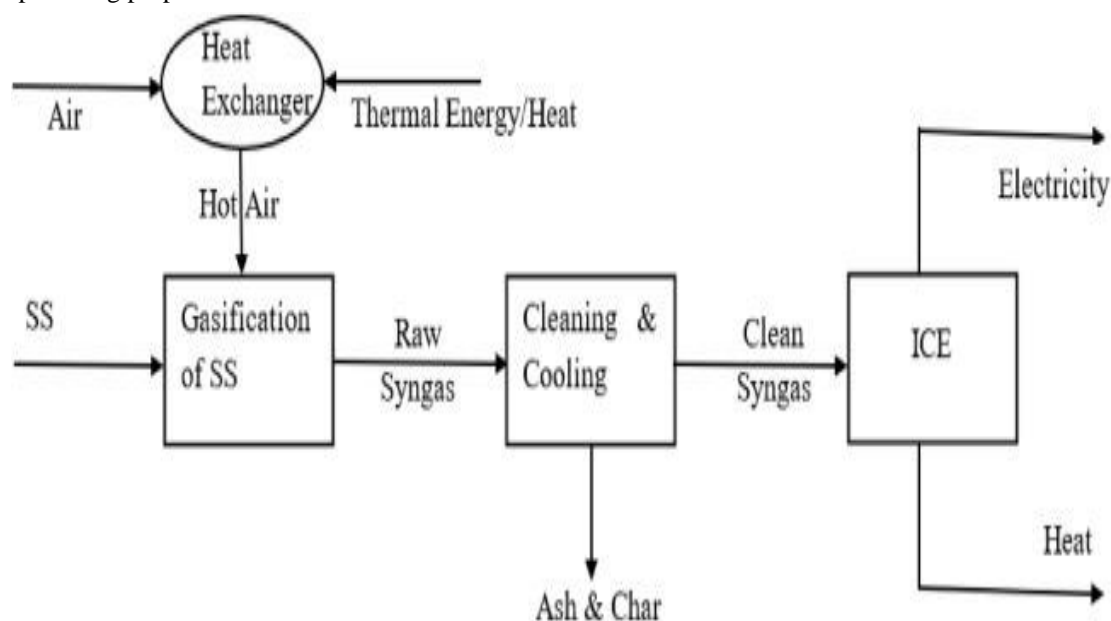 Heat
Exchanger
Air
Thermal Energy/Heat
Hot Air
Electricity
SS
Gasification
of SS
Raw
Syngas
Cleaning &
Cooling
Clean
Syngas
ICE
Heat
Ash & Char